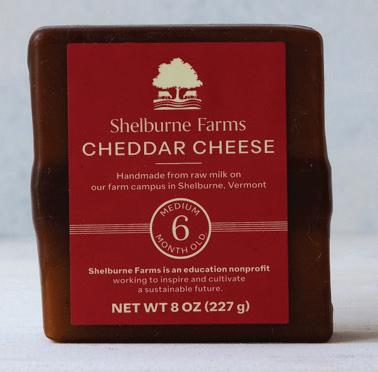 Shelburne Farms
CHEDDAR CHEESE
Handmade from raw milk on
our farm campus in Shelburne, Vermont
MEDIUM
6
MONTH OLD
Shelburne Farms is an education nonprofit
working to inspire and cultivate
a sustainable future.
NET WT 8 OZ (227 g)